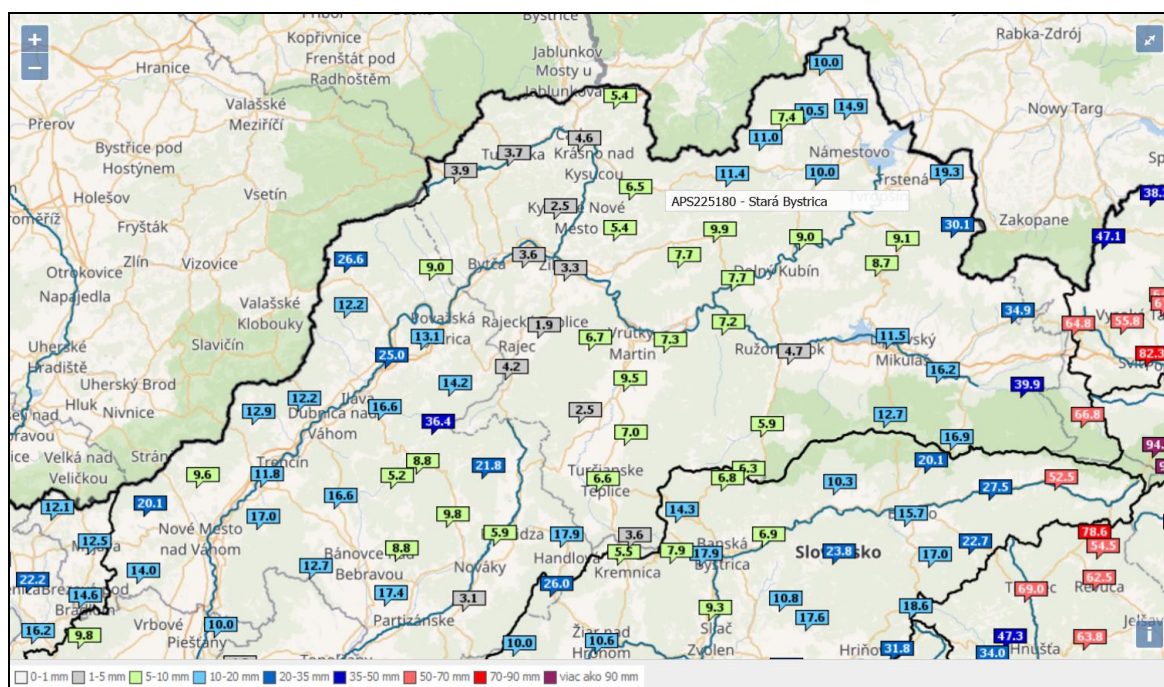 Kopřivnice
Bystrice
Rabka-Zdrój
Hranice
Frenštát pod
Radhoštěm
Jablunkov
Mosty u
Jablunkova
10.0
5.4
Valašské
Meziříčí
7.4
10.5
14.9
Nowy Targ
Přerov
11.0
4.6
Bystřice pod
Hostýnem
3.7
Krásno nad
Kysucou
Námestovo
3.9
11.4
10.0
19.3
Trstená
Holešov
Vsetín
6.5
38.
APS225180 - Stará Bystrica
Fryšták
2.5
Kysucké Nové
Mesto
5.4
9.9
9.0
9.1
30.1
Zakopane
47.1
Zlín
Vizovice
26.6
9.0
Bytča
3.6
3.3
7.7
8.7
Otrokovice
7.7
Dolný Kubín
Napajedla
Valašské
Klobouky
12.2
Považská
13.1
Rajec
1.9
7.2
34.9
64.8
55.8
Slavičín
Uherské
Hradiště
25.0
6.7
Vrútky
Martin
7.3
4.7
11.5
Mikuláš
82.3
4.2
Uherský Brod
14.2
9.5
16.2
39.9
Hluk
Nivnice
12.2
Ilava
16.6
12.9
Dubnica nad
Váhom
36.4
2.5
5.9
12.7
66.8
Velká nad
Veličkou
7.0
16.9
94.
Trenčín
9.6
11.8
8.8
5.2
21.8
Turčianske
Teplice
6.6
6.3
6.8
20.1
12.1
20.1
16.6
10.3
27.5
52.5
17.0
Nové Mesto
nad Váhom
9.8
14.3
15.7
12.5
8.8
5.9
17.9
3.6
6.9
78.6
Bánovce nad
Bebravou
Handlová
5.5
7.9
17.9
Banská
Bystrica
23.8
22.7
54.5
14.0
12.7
Nováky
Kremnica
17.0
22.2
26.0
62.5
14.6
17.4
3.1
10.8
69.0
Revúca
Vrbové
Partizánske
9.3
18.6
16.2
9.8
Piešťany
10.0
Sliač
17.6
10.0
10.6
Žiar nad
Hronom
Zvolen
31.8
47.3
34.0
Hnúšťa
63.8
0-1 mm 1-5 mm 5-10 mm 10-20 mm 20-35 mm 35-50 mm 50-70 mm 70-90 mm viac ako 90 mm